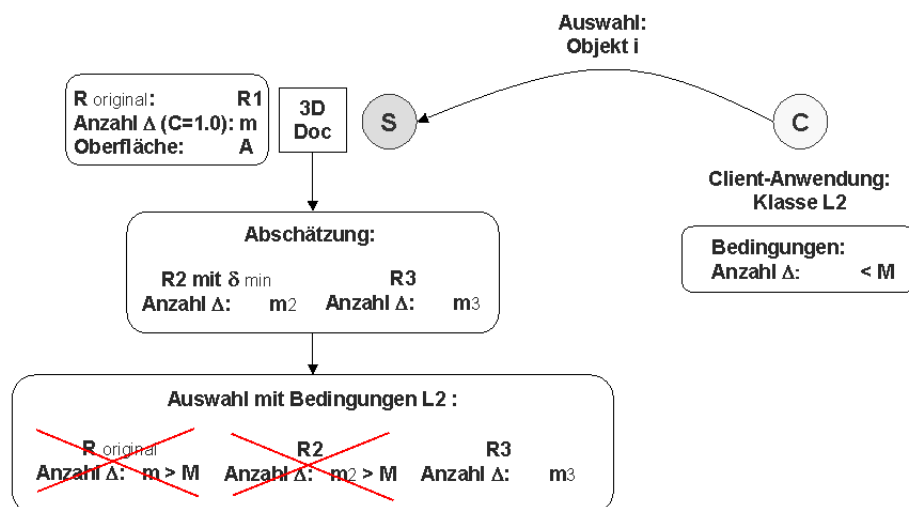 Auswahl:
Objekt i
R original: R1
Anzahl Δ (C=1.0): m
Oberfläche: A
3D
Doc
S
C
Client-Anwendung:
Klasse L2
Bedingungen:
Anzahl Δ: < M
Abschätzung:
R2 mit δ min R3
Anzahl Δ: m2 Anzahl Δ: m3
Auswahl mit Bedingungen L2 :
R original R2 R3
Anzahl Δ: m > M Anzahl Δ: m2 > M Anzahl Δ: m3